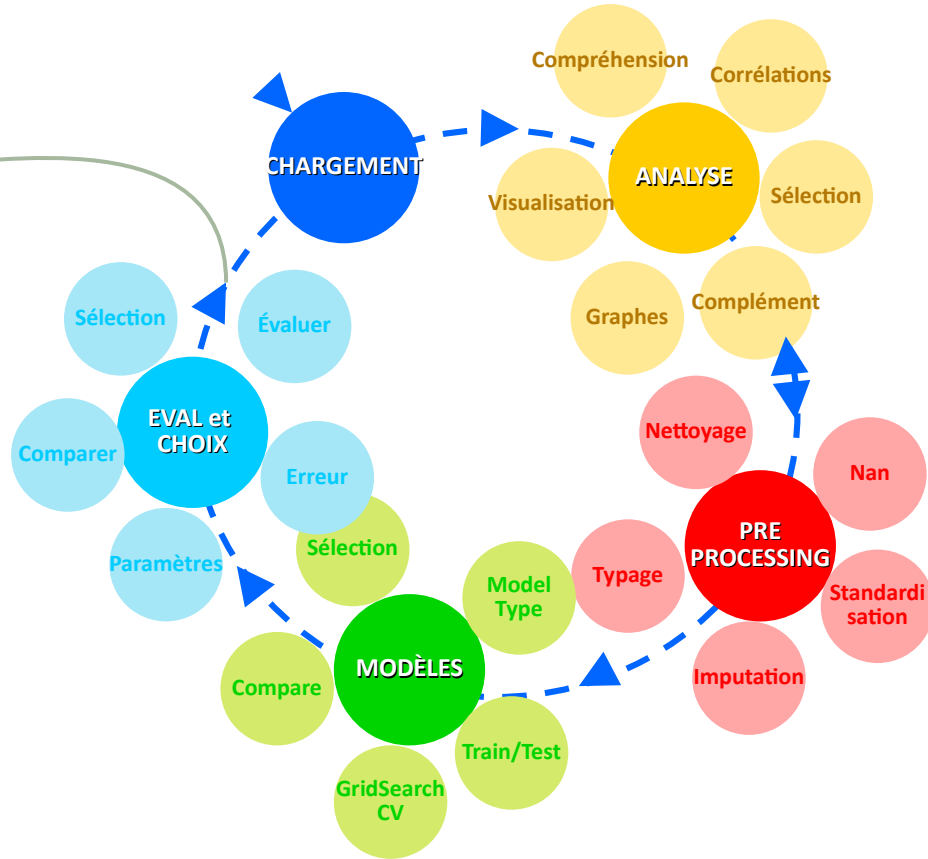 CHARGEMENT
Compréhension
Corrélations
ANALYSE
Visualisation
Sélection
Graphes
Complément
Nettoyage
Nan
PRE
PROCESSING
Typage
Standardi
sation
Imputation
Model
Type
Sélection
MODÈLES
Compare
Train/Test
GridSearch
CV
Sélection
Évaluer
EVAL et
CHOIX
Comparer
Erreur
Paramètres